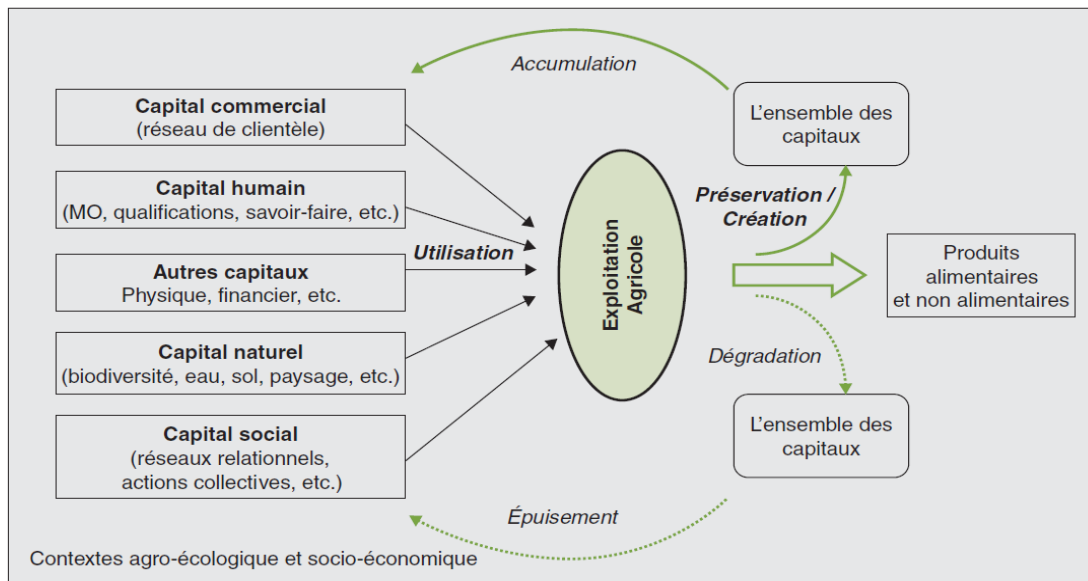 Accumulation
Capital commercial
(réseau de clientèle)
Capital humain
(MO, qualifications, savoir-faire, etc.)
Autres capitaux
Physique, financier, etc.
Capital naturel
(biodiversité, eau, sol, paysage, etc.)
Capital social
(réseaux relationnels,
actions collectives, etc.)
Utilisation
Exploitation
Agricole
L'ensemble des
capitaux
Préservation /
Création
Produits
alimentaires
et non alimentaires
Dégradation
L'ensemble des
capitaux
Épuisement
Contextes agro-écologique et socio-économique